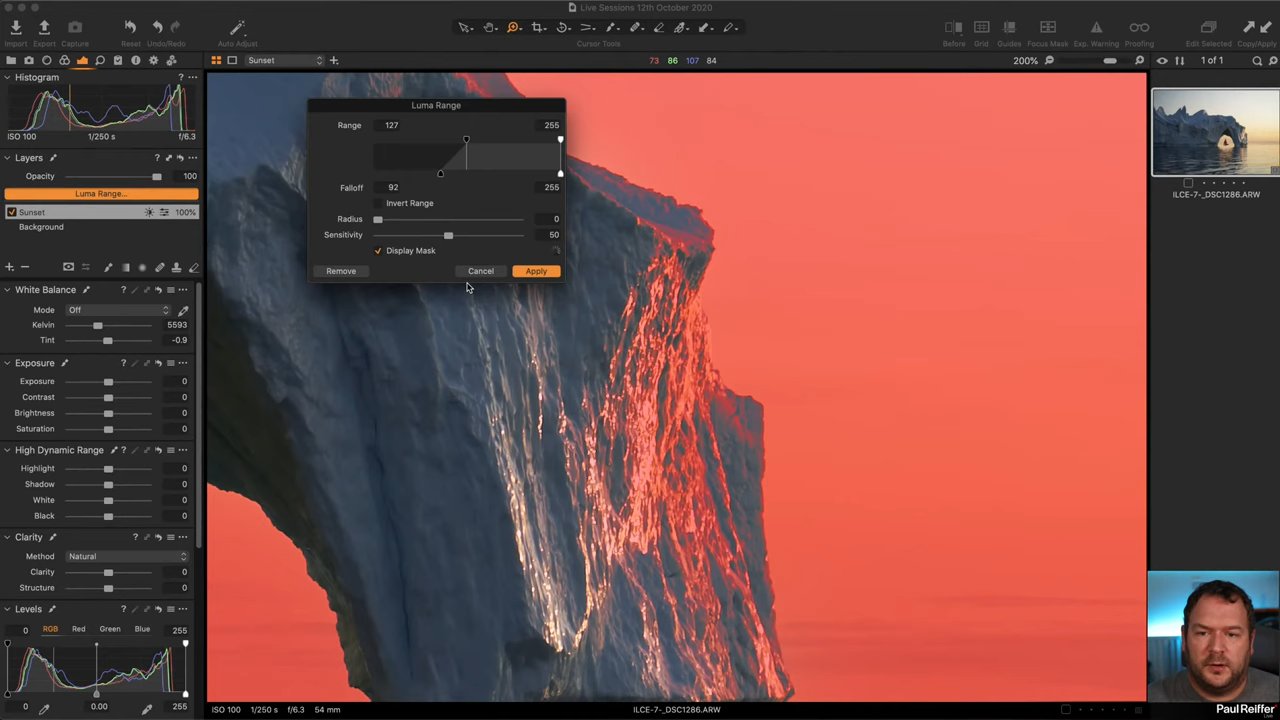 Live Sessions 12th October 2020
Import Export Capture Reset Undo/Redo Auto Adjust Cursor Tools Before Grid Guides Focus Mask Exp. Warning Proofing Edit Selected Copy/Apply
Sunset 73 86 107 84 200% 1 of 1
Histogram ? ...
ISO 100 1/250 s f/6.3
Layers ?
Opacity 100
Luma Range...
Sunset 100%
Background
White Balance ? ...
Mode Off
Kelvin 5593
Tint -0.9
Exposure ? ...
Exposure 0
Contrast 0
Brightness 0
Saturation 0
High Dynamic Range ? ...
Highlight 0
Shadow 0
White 0
Black 0
Clarity ? ...
Method Natural
Clarity 0
Structure 0
Levels ? ...
0 RGB Red Green Blue 255
0 0.00 255
Luma Range
Range 127 255
Falloff 92 255
Invert Range
Radius 0
Sensitivity 50
Display Mask
Remove Cancel Apply
ILCE-7-_DSC1286.ARW
ISO 100 1/250 s f/6.3 54 mm ILCE-7-_DSC1286.ARW
Paul Reiffer
Live